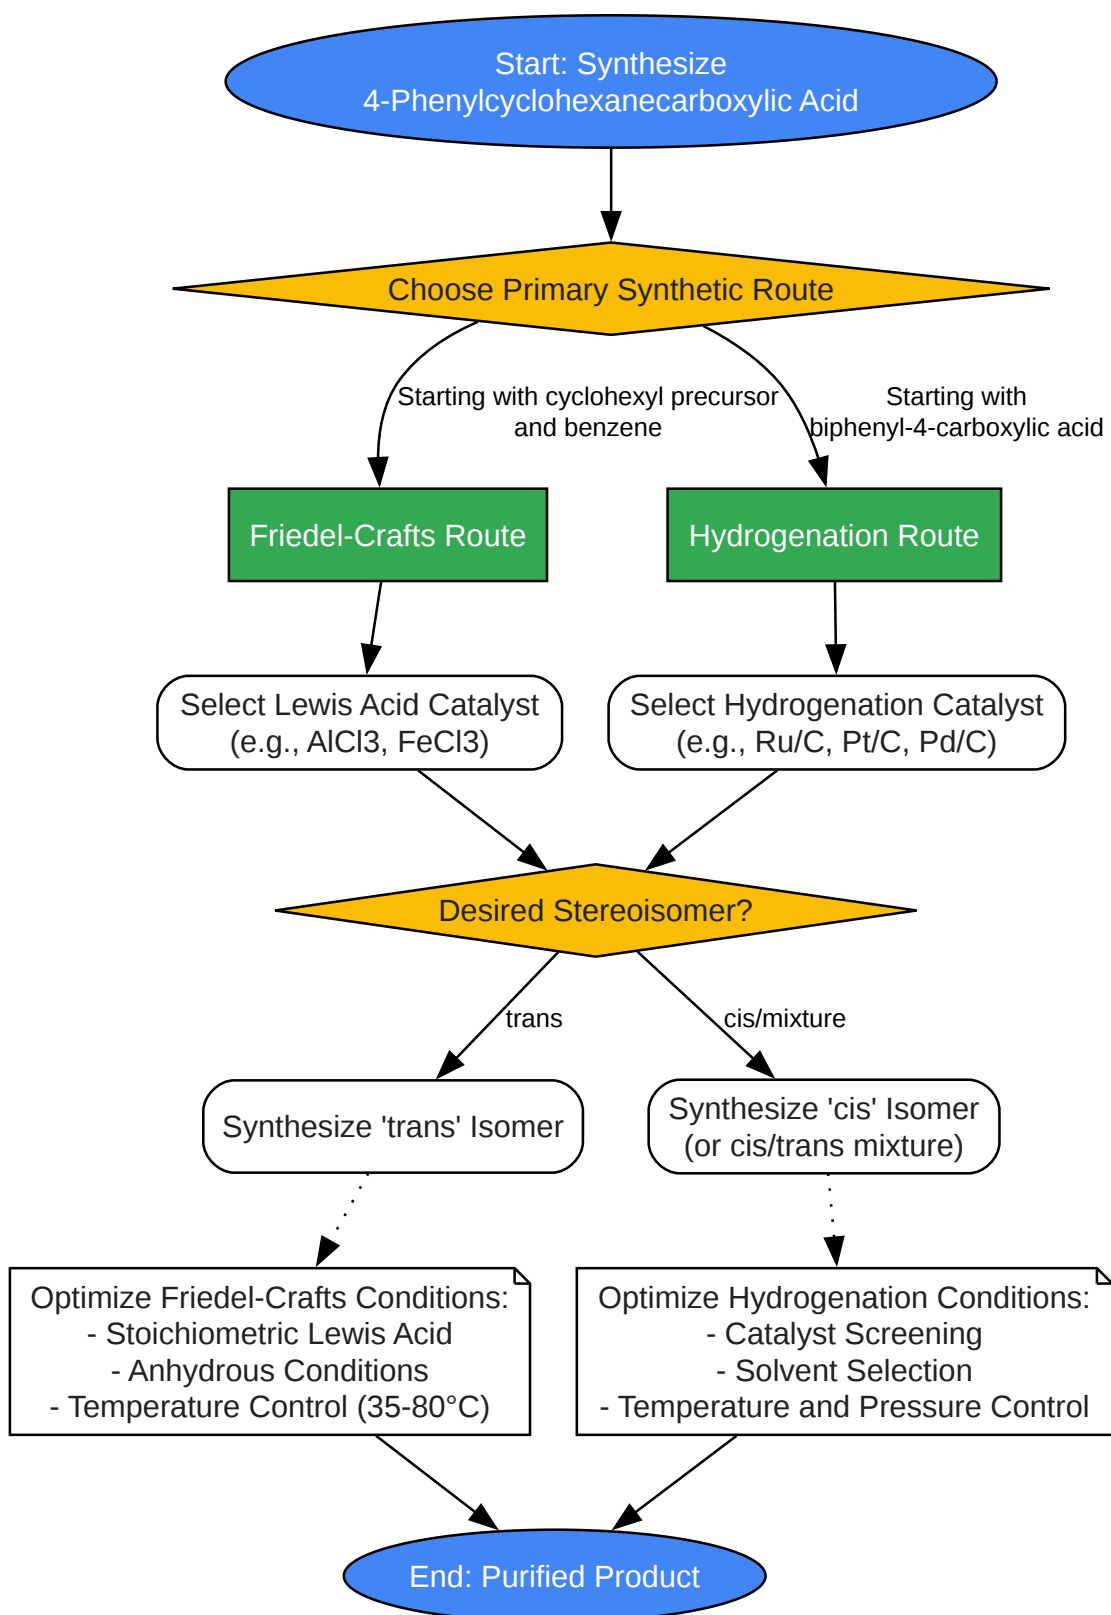 Start: Synthesize
4-Phenylcyclohexanecarboxylic Acid
Choose Primary Synthetic Route
Starting with cyclohexyl precursor
and benzene
Starting with
biphenyl-4-carboxylic acid
Friedel-Crafts Route
Hydrogenation Route
Select Lewis Acid Catalyst
(e.g., AlCl3, FeCl3)
Select Hydrogenation Catalyst
(e.g., Ru/C, Pt/C, Pd/C)
Desired Stereoisomer?
trans
cis/mixture
Synthesize 'trans' Isomer
Synthesize 'cis' Isomer
(or cis/trans mixture)
Optimize Friedel-Crafts Conditions:
- Stoichiometric Lewis Acid
- Anhydrous Conditions
- Temperature Control (35-80°C)
Optimize Hydrogenation Conditions:
- Catalyst Screening
- Solvent Selection
- Temperature and Pressure Control
End: Purified Product